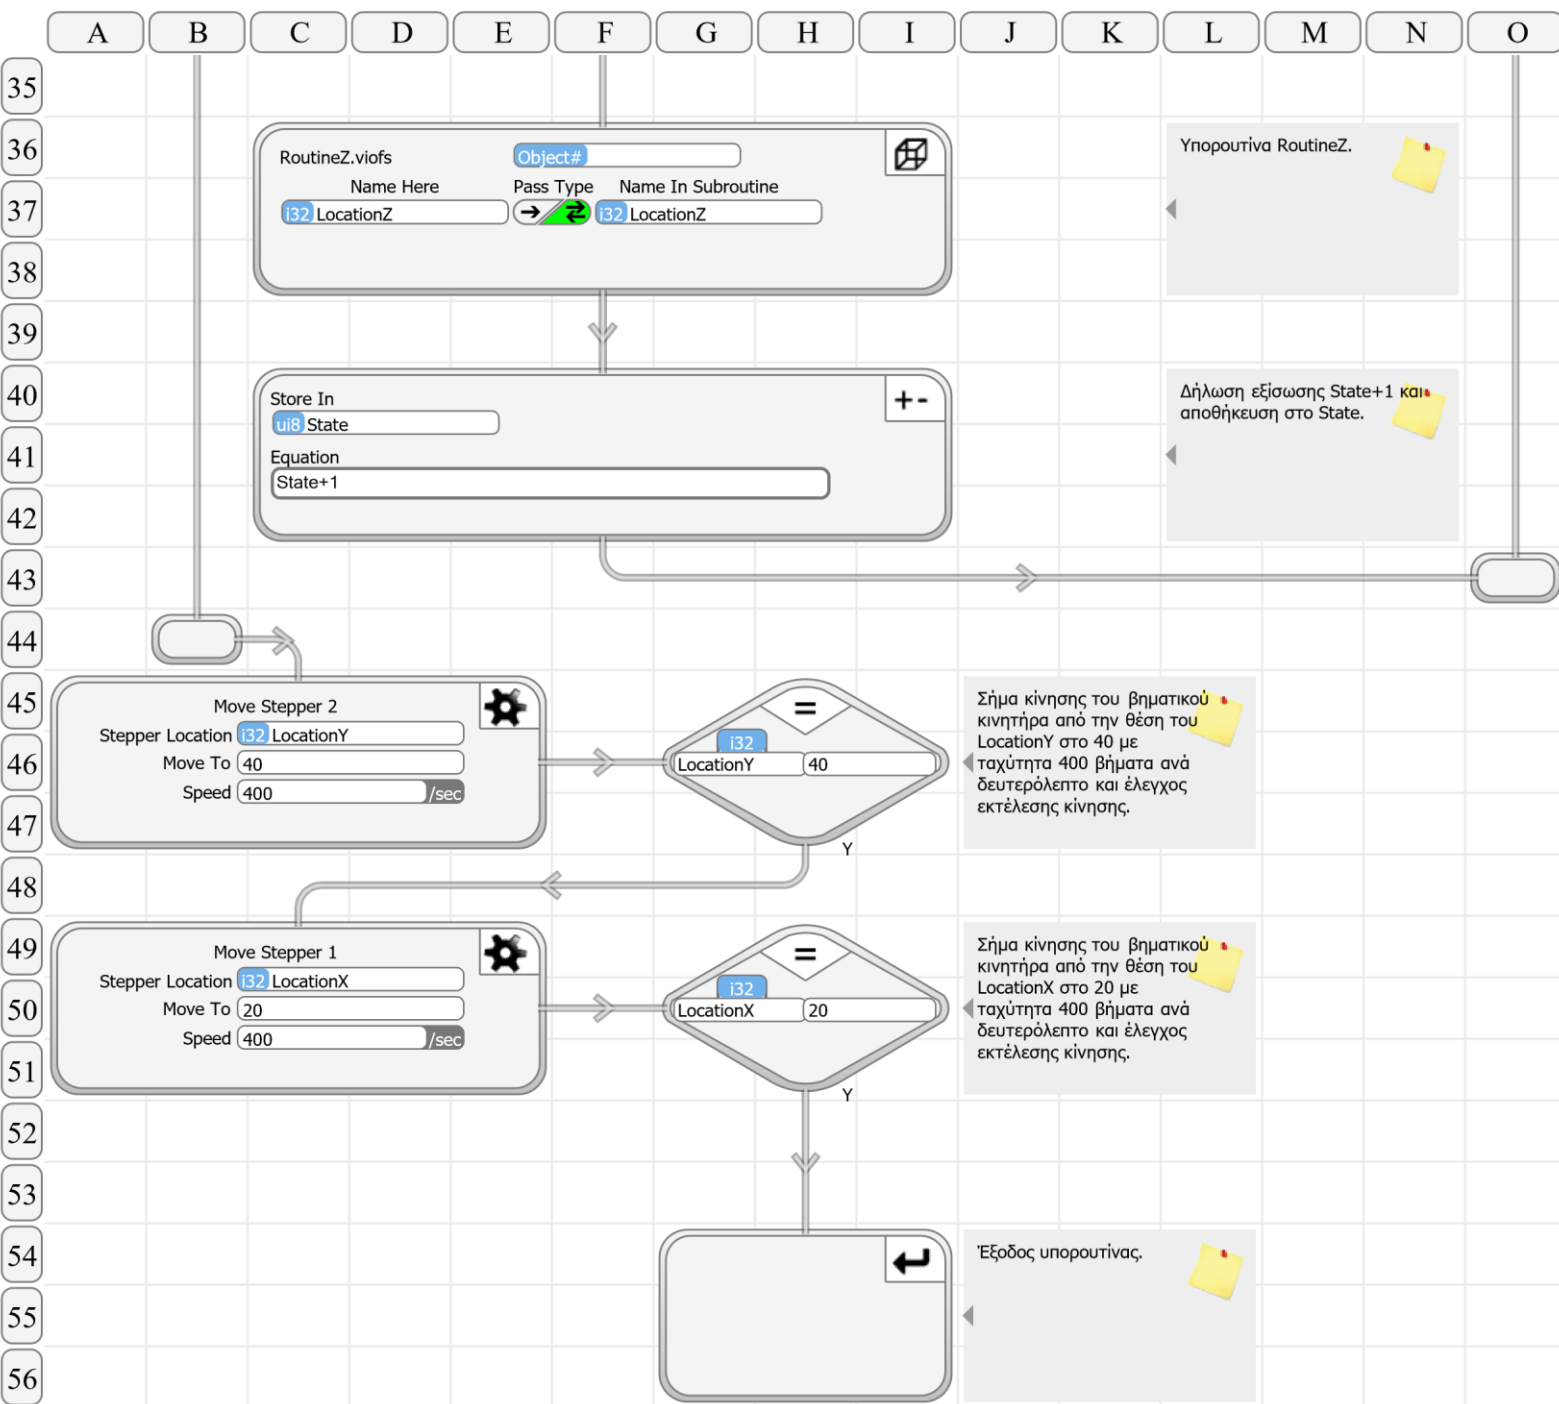 A B C D E F G H I J K L M N O
35
36
37
38
39
40
41
42
43
44
45
46
47
48
49
50
51
52
53
54
55
56
RoutineZ.viofs Object#
Name Here Pass Type Name In Subroutine
i32 LocationZ i32 LocationZ
Υπορουτίνα RoutineZ.
Store In
ui8 State
Equation
State+1
Δήλωση εξίσωσης State+1 και
αποθήκευση στο State.
Move Stepper 2
Stepper Location i32 LocationY
Move To 40
Speed 400 /sec
=
i32
LocationY 40
Y
Σήμα κίνησης του βηματικού
κινητήρα από την θέση του
LocationY στο 40 με
ταχύτητα 400 βήματα ανά
δευτερόλεπτο και έλεγχος
εκτέλεσης κίνησης.
Move Stepper 1
Stepper Location i32 LocationX
Move To 20
Speed 400 /sec
=
i32
LocationX 20
Y
Σήμα κίνησης του βηματικού
κινητήρα από την θέση του
LocationX στο 20 με
ταχύτητα 400 βήματα ανά
δευτερόλεπτο και έλεγχος
εκτέλεσης κίνησης.
Έξοδος υπορουτίνας.